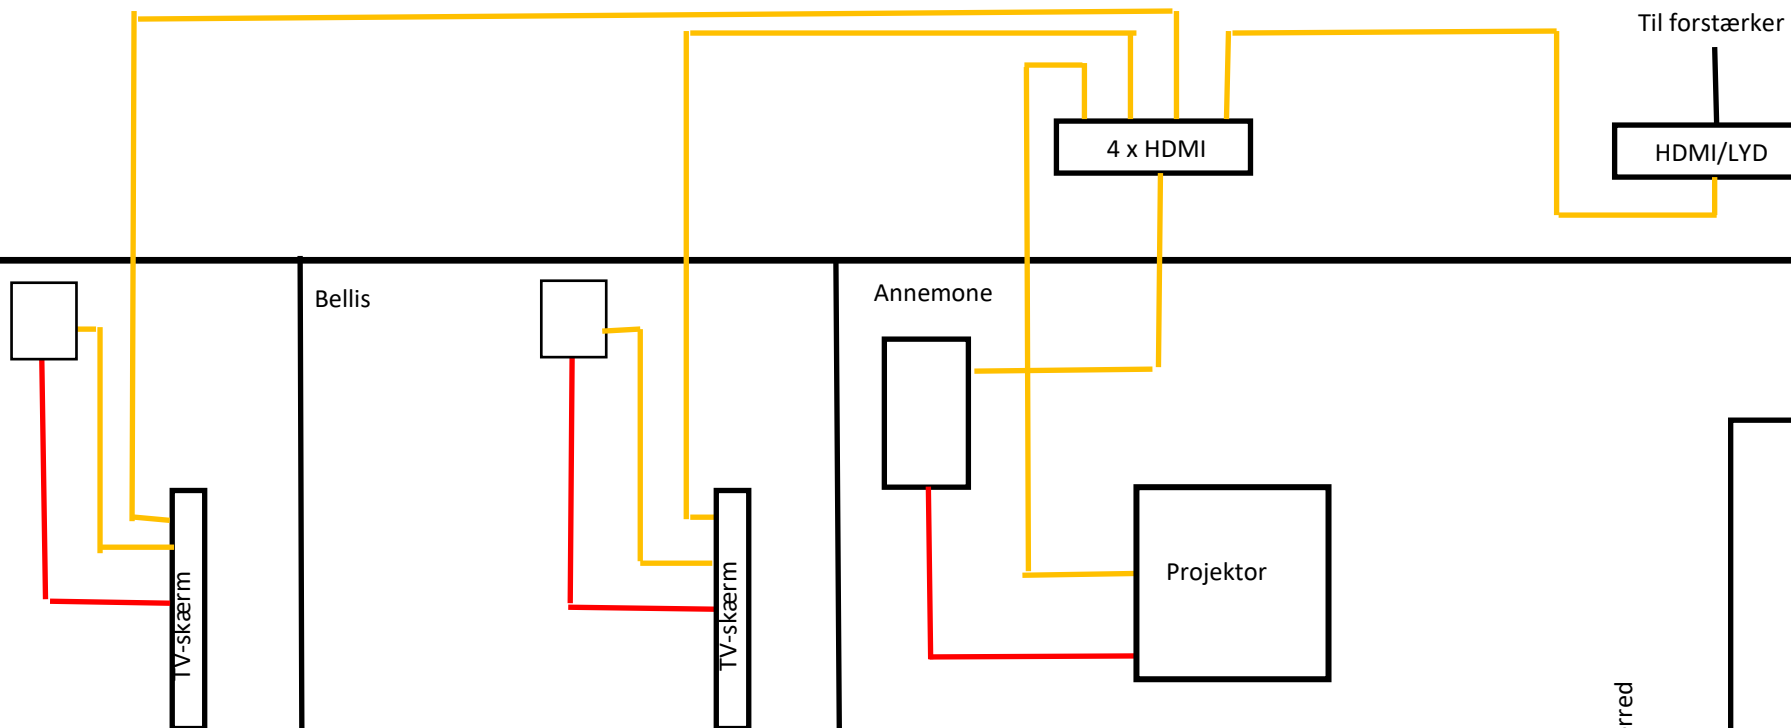 Til forstærker
4 x HDMI
HDMI/LYD
Bellis
Annemone
TV-skærm
TV-skærm
Projektor